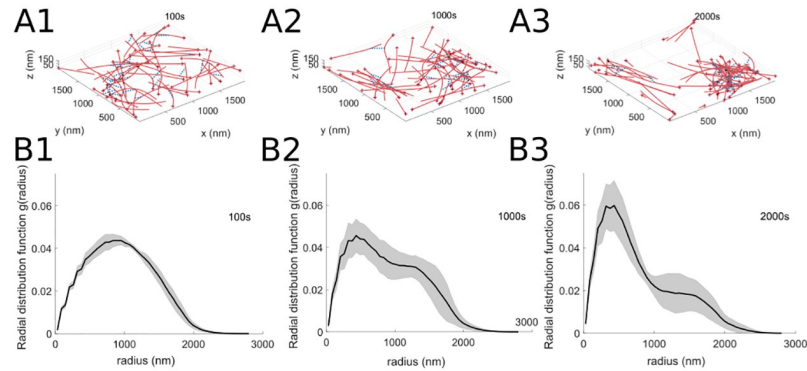 A1
100s
z (nm)
150
50
1500
1000
500
y (nm)
500
1000
1500
x (nm)
A2
1000s
z (nm)
150
50
1500
1000
500
y (nm)
500
1000
1500
x (nm)
A3
2000s
z (nm)
150
50
1500
1000
500
y (nm)
500
1000
1500
x (nm)
B1
Radial distribution function g(radius)
0.06
0.04
0.02
0
100s
0
1000
2000
3000
radius (nm)
B2
Radial distribution function g(radius)
0.06
0.04
0.02
0
1000s
0
1000
2000
3000
radius (nm)
B3
Radial distribution function g(radius)
0.06
0.04
0.02
0
2000s
0
1000
2000
3000
radius (nm)